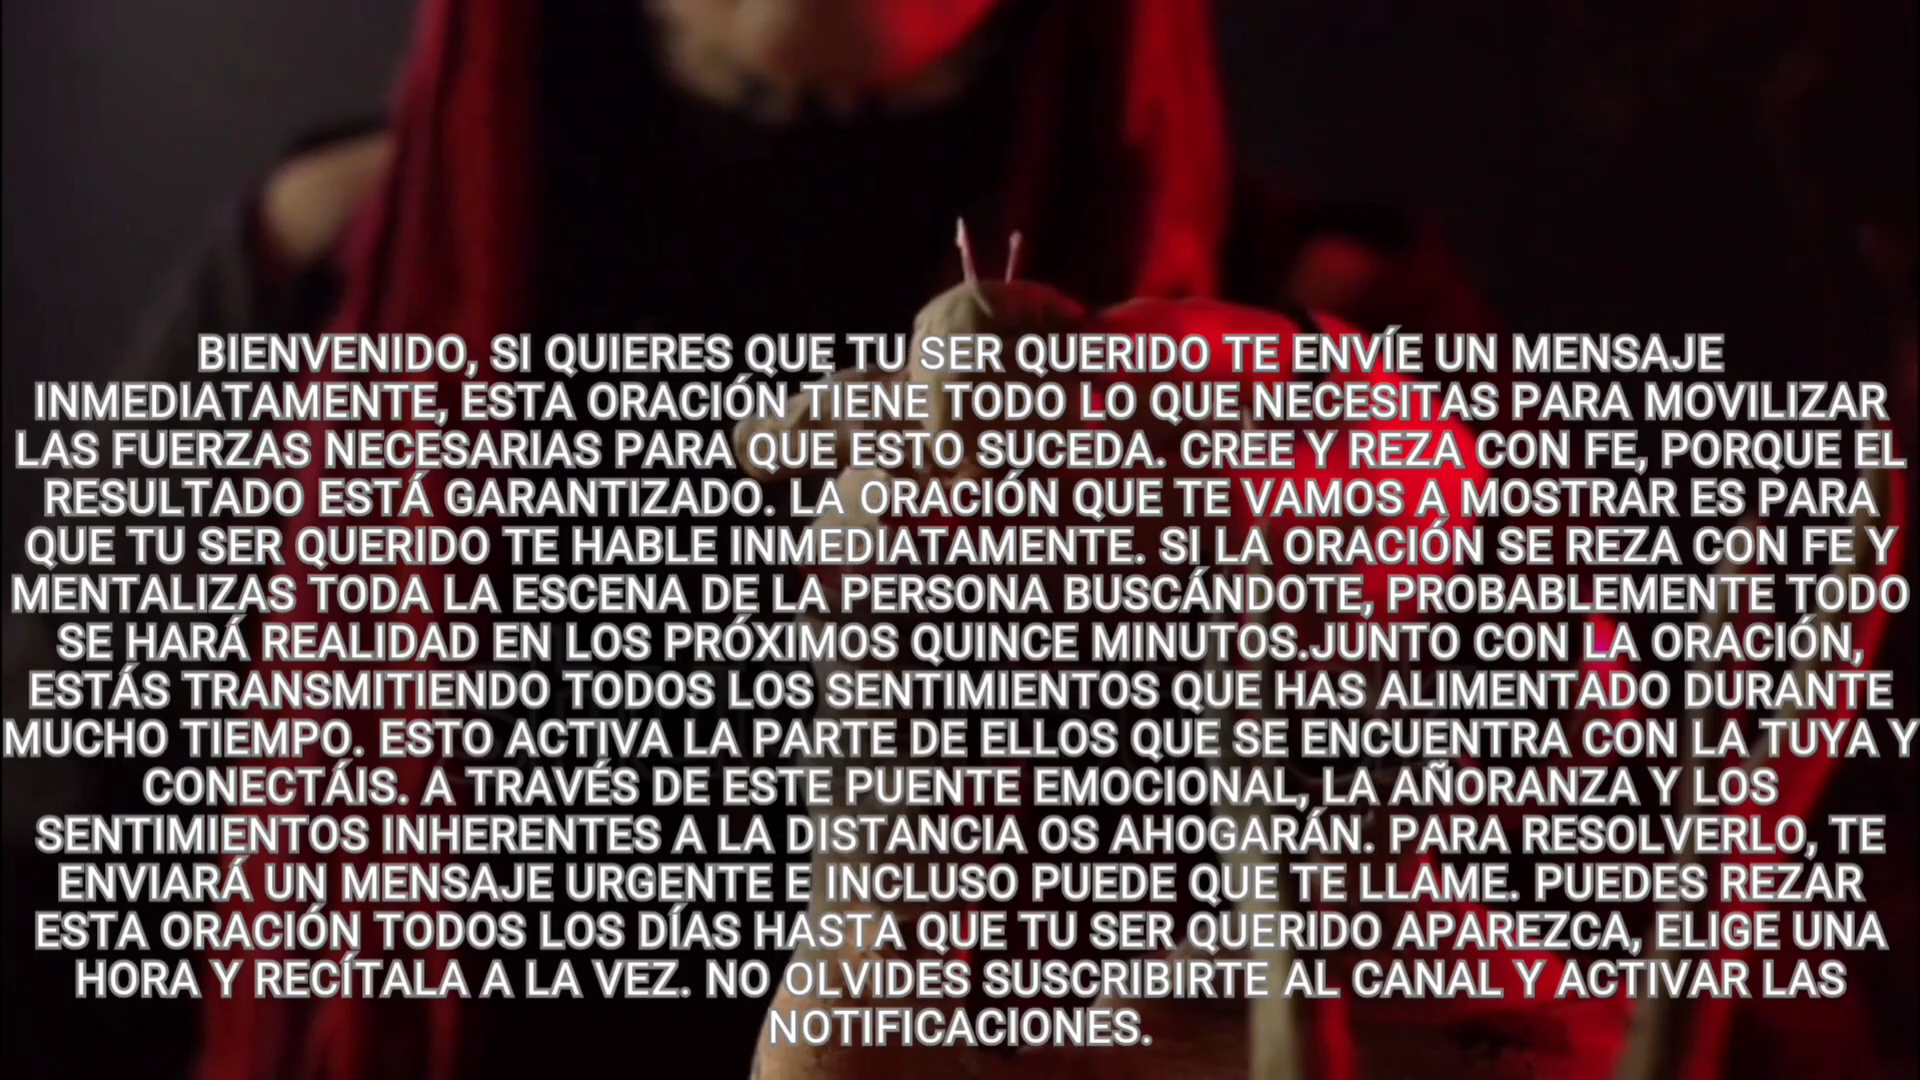 BIENVENIDO, SI QUIERES QUE TU SER QUERIDO TE ENVÍE UN MENSAJE
INMEDIATAMENTE, ESTA ORACIÓN TIENE TODO LO QUE NECESITAS PARA MOVILIZAR
LAS FUERZAS NECESARIAS PARA QUE ESTO SUCEDA. CREE Y REZA CON FE, PORQUE EL
RESULTADO ESTÁ GARANTIZADO. LA ORACIÓN QUE TE VAMOS A MOSTRAR ES PARA
QUE TU SER QUERIDO TE HABLE INMEDIATAMENTE. SI LA ORACIÓN SE REZA CON FE Y
MENTALIZAS TODA LA ESCENA DE LA PERSONA BUSCÁNDOTE, PROBABLEMENTE TODO
SE HARÁ REALIDAD EN LOS PRÓXIMOS QUINCE MINUTOS.JUNTO CON LA ORACIÓN,
ESTÁS TRANSMITIENDO TODOS LOS SENTIMIENTOS QUE HAS ALIMENTADO DURANTE
MUCHO TIEMPO. ESTO ACTIVA LA PARTE DE ELLOS QUE SE ENCUENTRA CON LA TUYA Y
CONECTÁIS. A TRAVÉS DE ESTE PUENTE EMOCIONAL, LA AÑORANZA Y LOS
SENTIMIENTOS INHERENTES A LA DISTANCIA OS AHOGARÁN. PARA RESOLVERLO, TE
ENVIARÁ UN MENSAJE URGENTE E INCLUSO PUEDE QUE TE LLAME. PUEDES REZAR
ESTA ORACIÓN TODOS LOS DÍAS HASTA QUE TU SER QUERIDO APAREZCA, ELIGE UNA
HORA Y RECÍTALA A LA VEZ. NO OLVIDES SUSCRIBIRTE AL CANAL Y ACTIVAR LAS
NOTIFICACIONES.